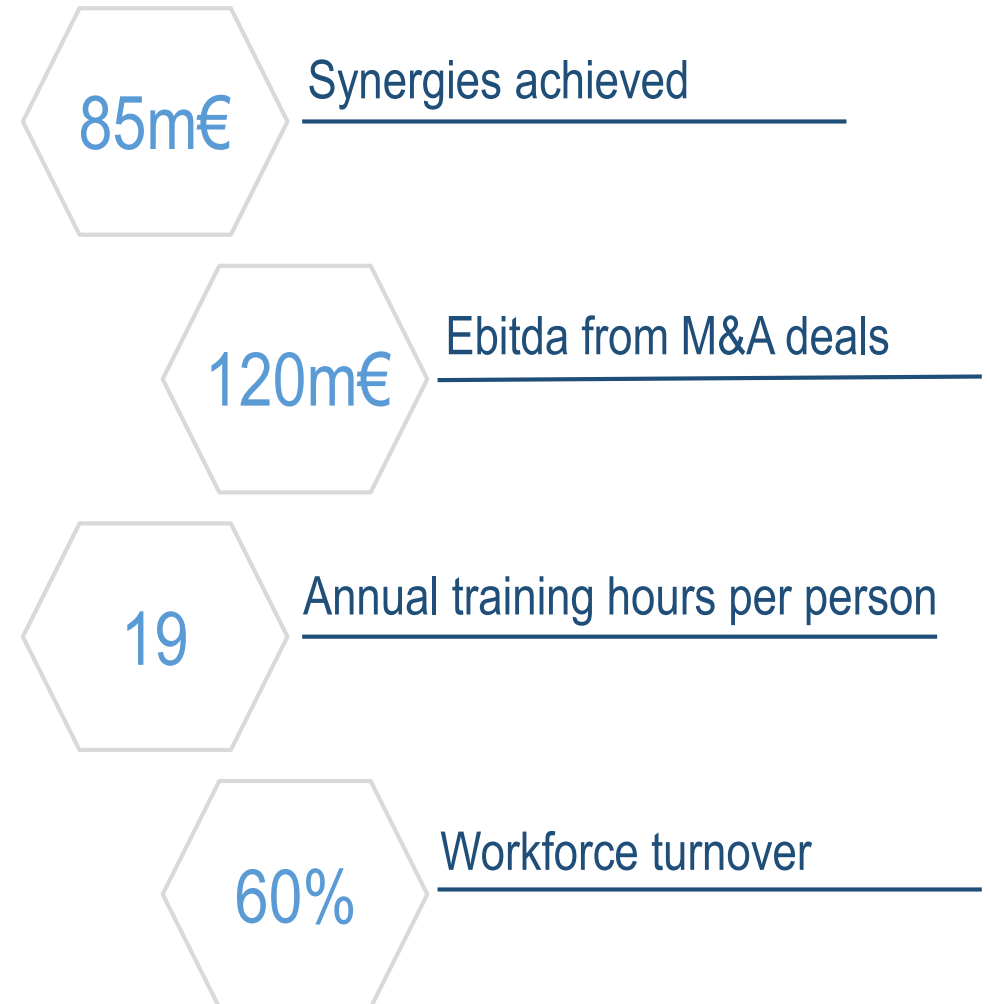 85m€
Synergies achieved
120m€
Ebitda from M&A deals
19
Annual training hours per person
60%
Workforce turnover